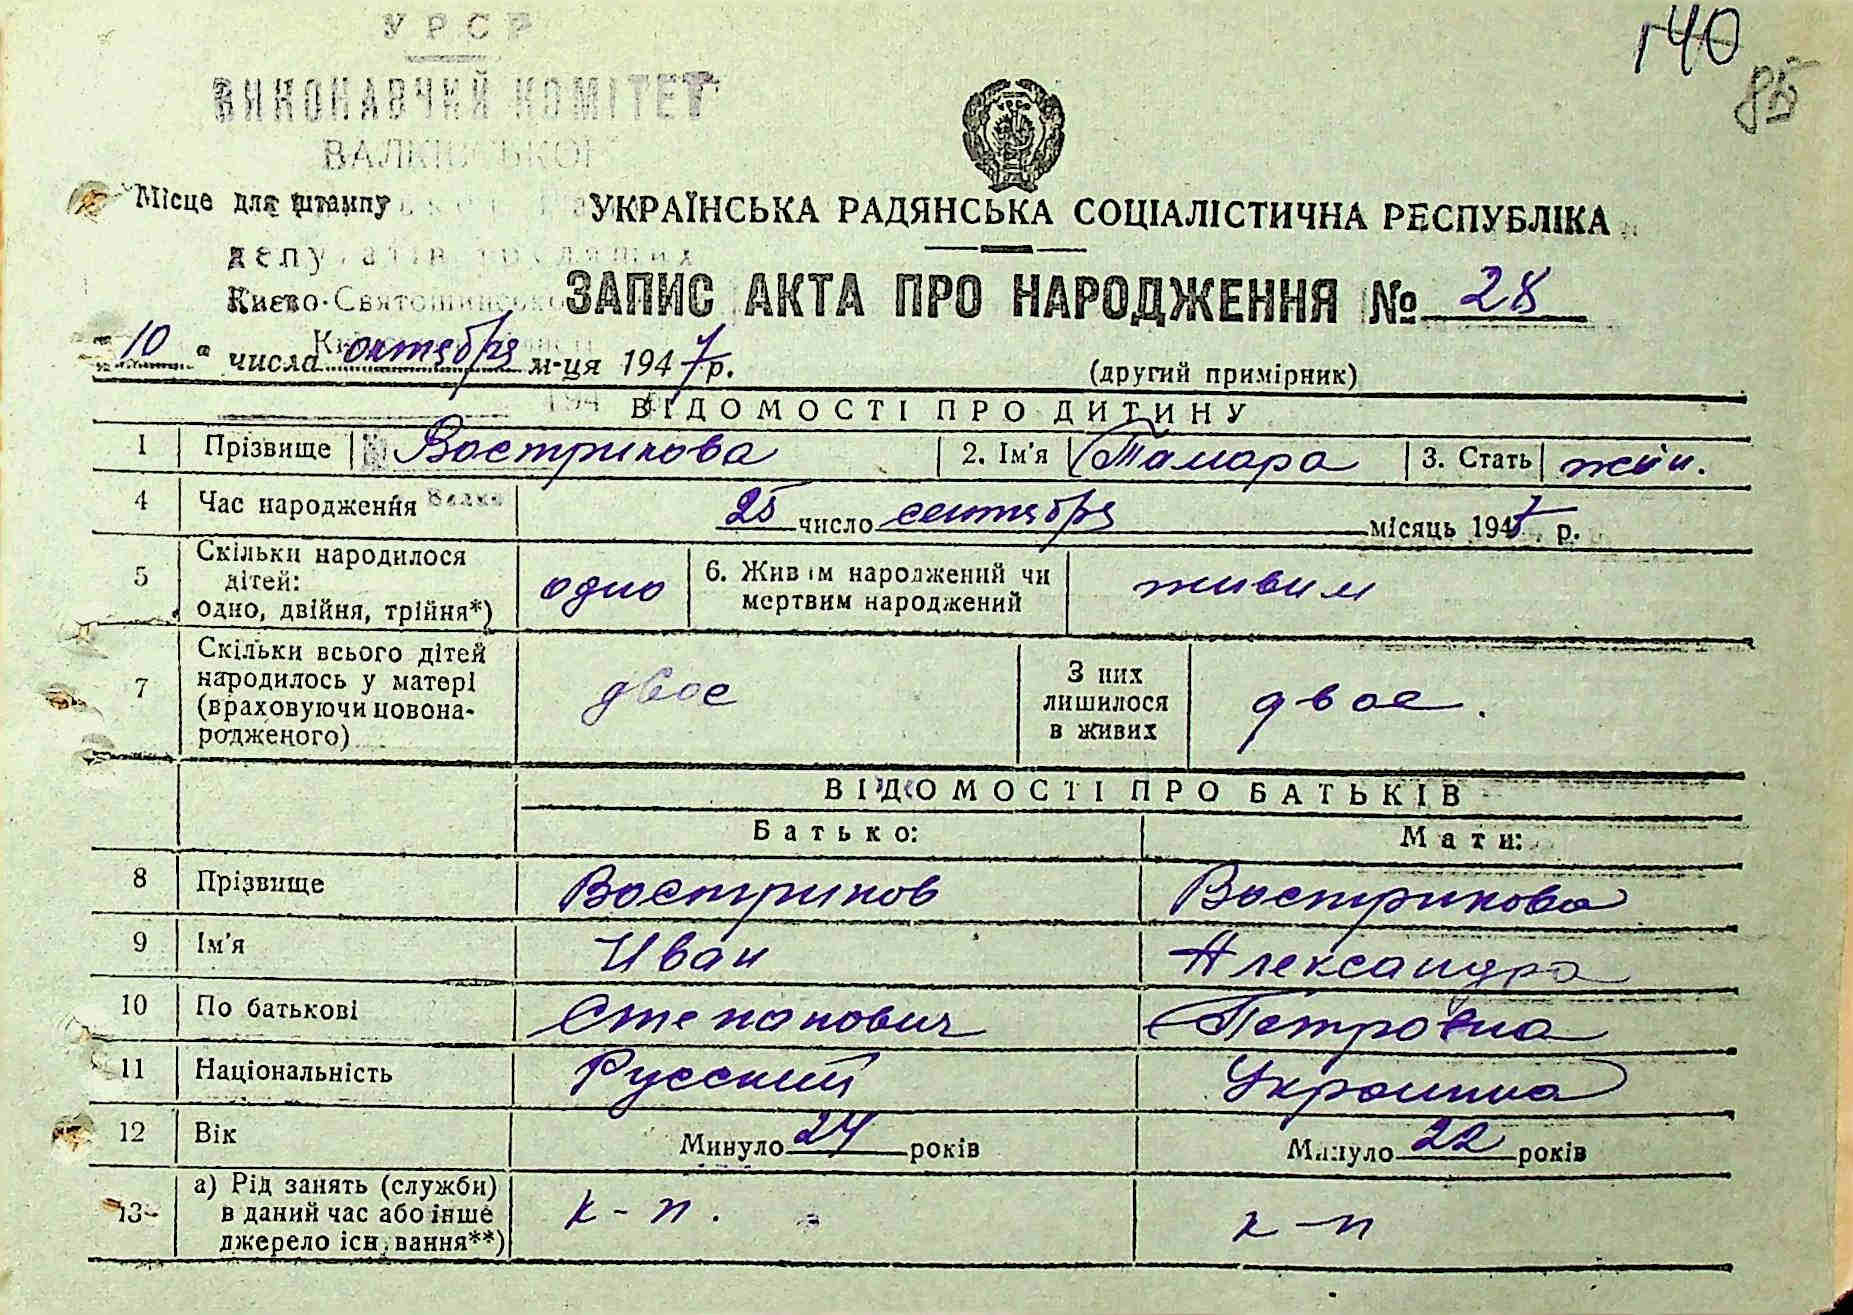 УРСР
140
85
ВИКОНАВЧИЙ КОМІТЕТ
Місце для штампу
УКРАЇНСЬКА РАДЯНСЬКА СОЦІАЛІСТИЧНА РЕСПУБЛІКА
депутатів трудящих
Києво-Святошинсько
ЗАПИС АКТА ПРО НАРОДЖЕННЯ № 28
"10" числа октября м-ця 1947 р.
(другий примірник)
ВІДОМОСТІ ПРО ДИТИНУ
1 Прізвище Вострикова 2. Ім'я Тамара 3. Стать жен.
4 Час народження 25 число сентября місяць 1947 р.
5 Скільки народилося дітей: одно, двійня, трійня*) одно 6. Живим народжений чи мертвим народжений живим
7 Скільки всього дітей народилось у матері (враховуючи новонародженого) двое З них лишилося в живих двое.
ВІДОМОСТІ ПРО БАТЬКІВ
Батько: Мати:
8 Прізвище Востриков Вострикова
9 Ім'я Иван Александра
10 По батькові Степанович Петровна
11 Національність Русский Украинка
12 Вік Минуло 24 років Минуло 22 років
13 а) Рід занять (служби) в даний час або інше джерело існування**) к-п. к-п